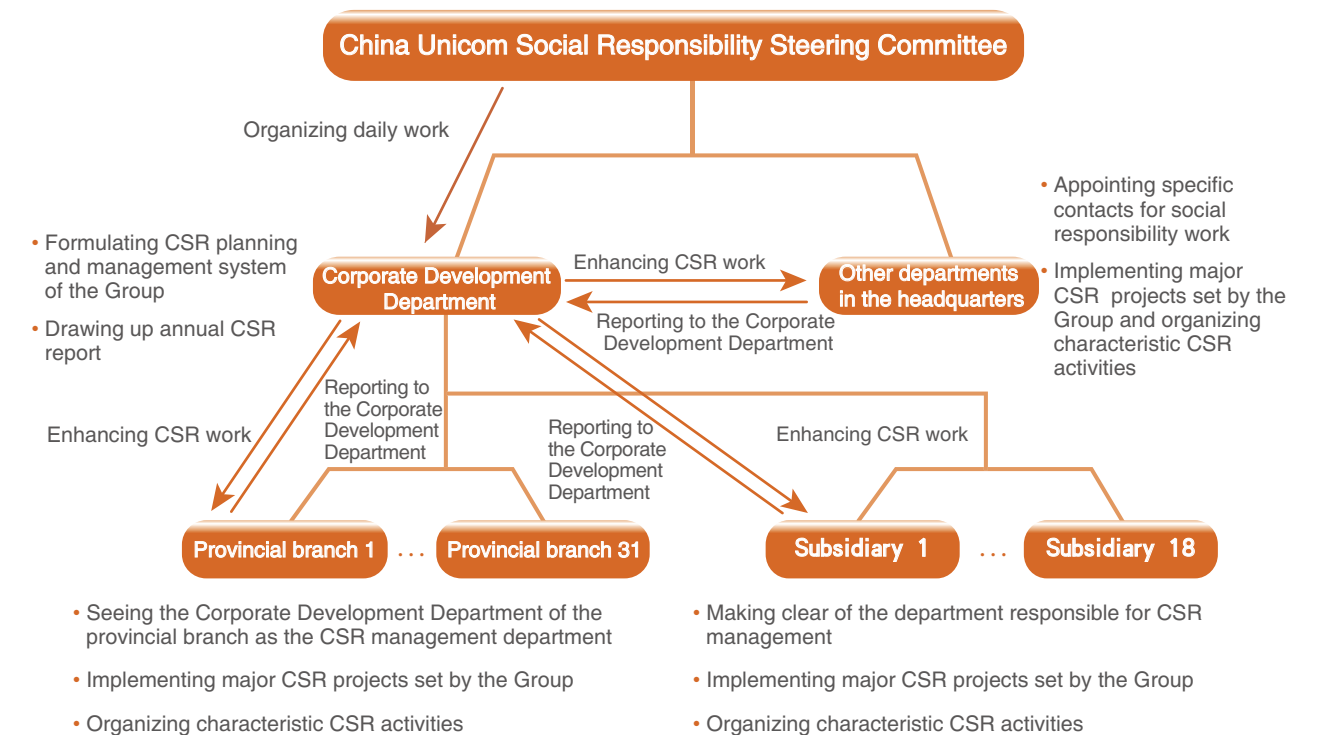 China Unicom Social Responsibility Steering Committee
Organizing daily work
• Appointing specific
contacts for social
responsibility work
• Implementing major
CSR projects set by the
Group and organizing
characteristic CSR
activities
• Formulating CSR planning
and management system
of the Group
• Drawing up annual CSR
report
Corporate Development
Department
Enhancing CSR work
Other departments
in the headquarters
Reporting to the Corporate
Development Department
Enhancing CSR work
Reporting to
the Corporate
Development
Department
Reporting to
the Corporate
Development
Department
Enhancing CSR work
Provincial branch 1
...
Provincial branch 31
Subsidiary 1
...
Subsidiary 18
• Seeing the Corporate Development Department of the
provincial branch as the CSR management department
• Implementing major CSR projects set by the Group
• Organizing characteristic CSR activities
• Making clear of the department responsible for CSR
management
• Implementing major CSR projects set by the Group
• Organizing characteristic CSR activities